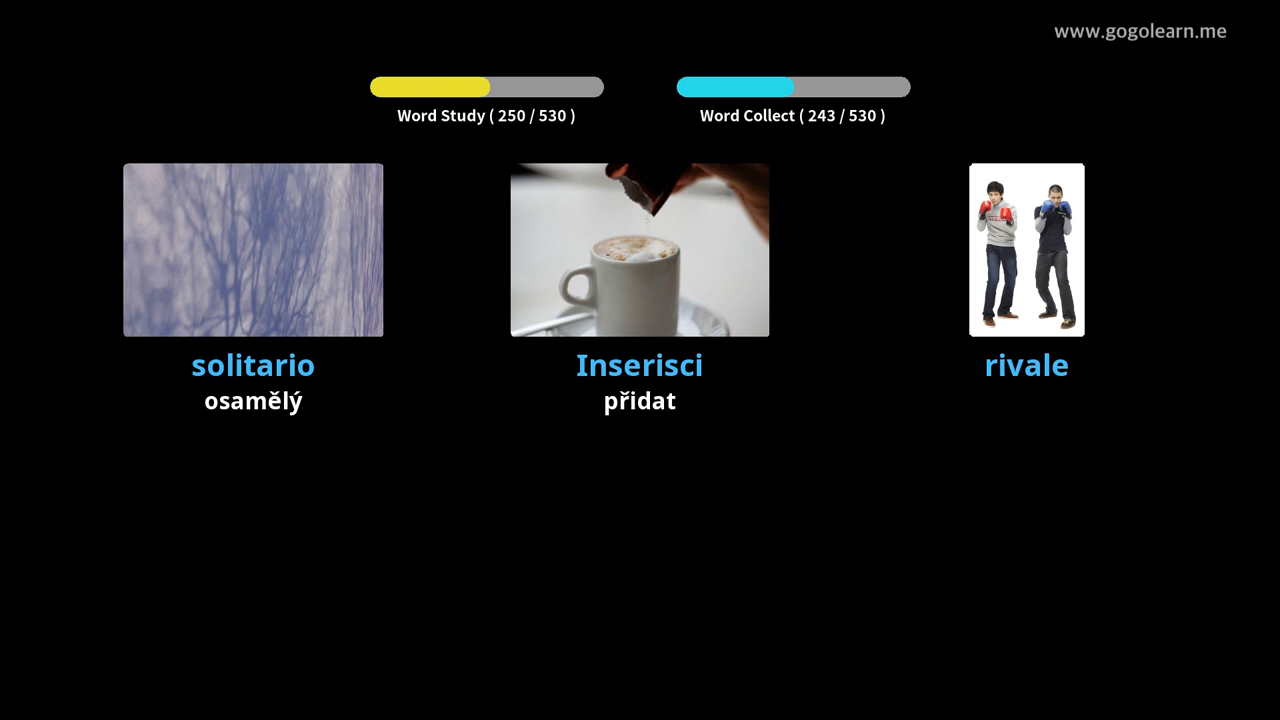 www.gogolearn.me
Word Study ( 250 / 530 )
Word Collect ( 243 / 530 )
solitario
Inserisci
rivale
osamělý
přidat